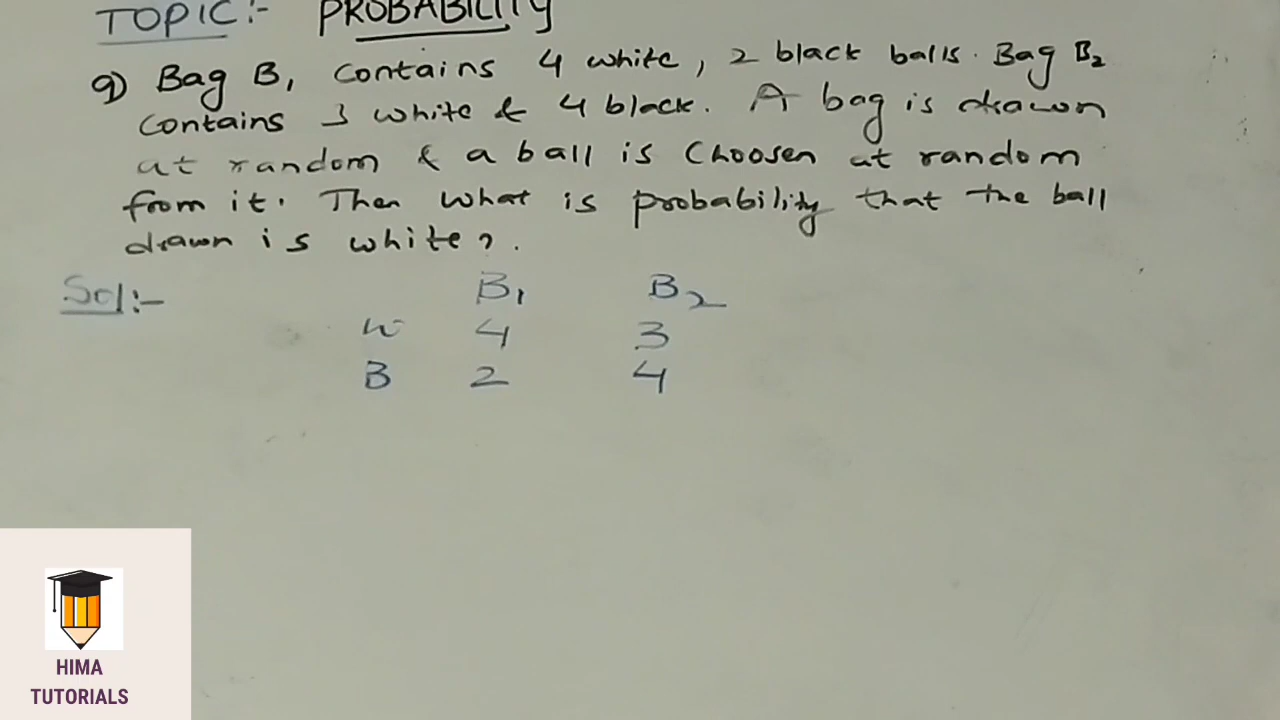 TOPIC:- PROBABILITY
Q) Bag B₁ contains 4 white, 2 black balls. Bag B₂
contains 3 white & 4 black. A bag is drawn
at random & a ball is Choosen at random
from it. Then what is probability that the ball
drawn is white?.
Sol:-
B₁ B₂
W 4 3
B 2 4
HIMA
TUTORIALS